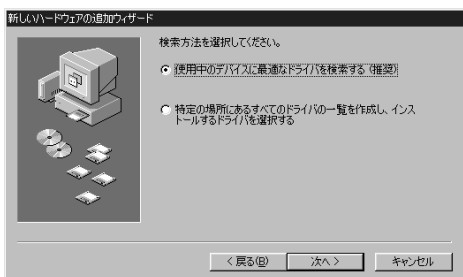 新しいハードウェアの追加ウィザード
検索方法を選択してください。
使用中のデバイスに最適なドライバを検索する (推奨)
特定の場所にあるすべてのドライバの一覧を作成し、インス
トールするドライバを選択する
< 戻る(B)
次へ >
キャンセル